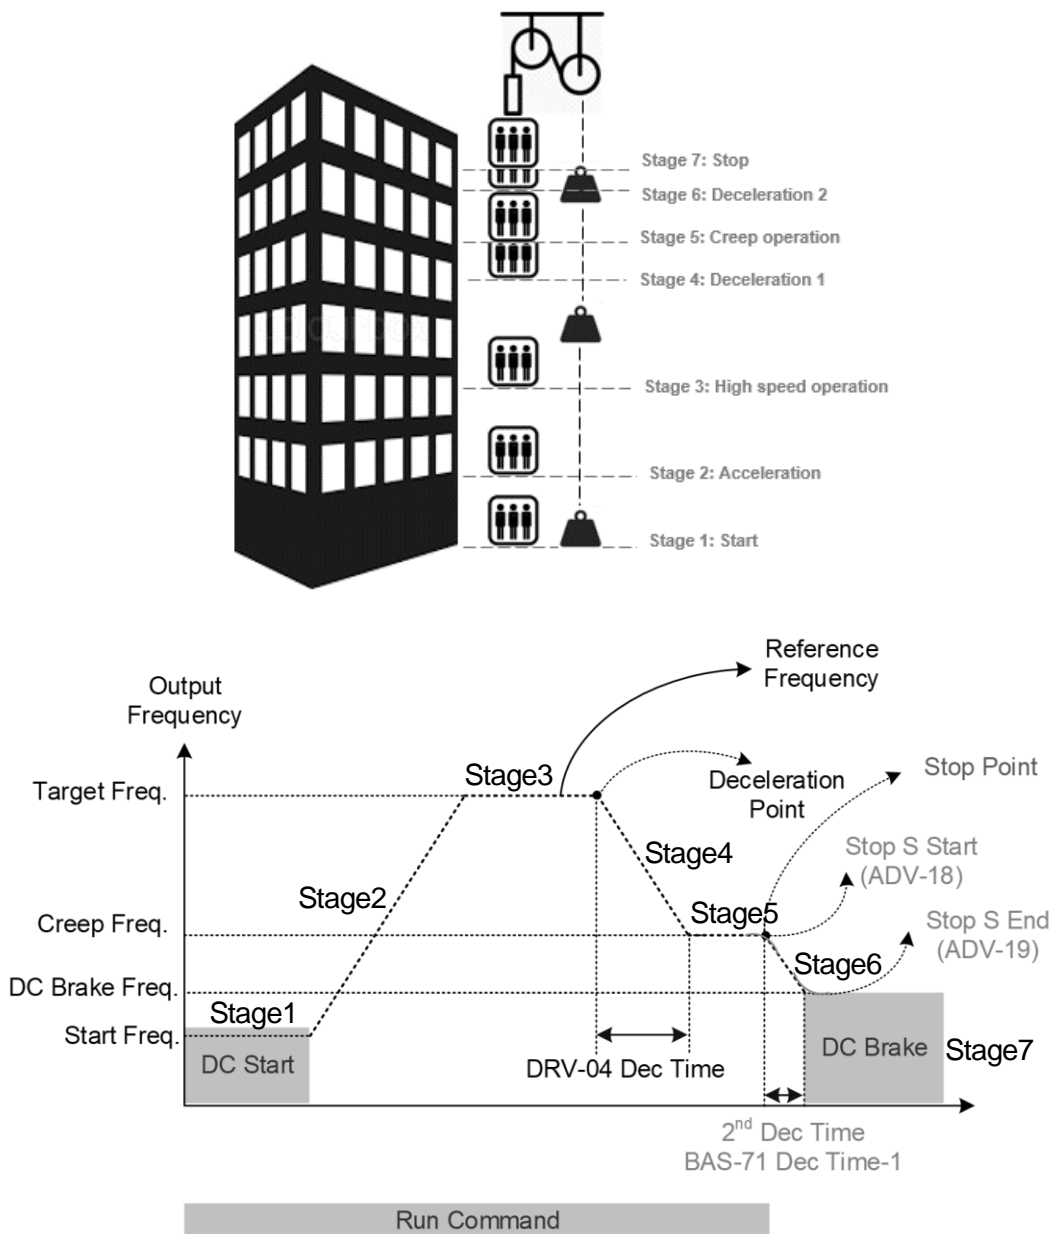 Stage 7: Stop
Stage 6: Deceleration 2
Stage 5: Creep operation
Stage 4: Deceleration 1
Stage 3: High speed operation
Stage 2: Acceleration
Stage 1: Start
Reference
Frequency
Output
Frequency
Stage3
Stop Point
Target Freq.
Deceleration
Point
Stage4
Stop S Start
(ADV-18)
Stage2
Creep Freq.
Stage5
Stop S End
(ADV-19)
Stage6
DC Brake Freq.
Stage1
Start Freq.
DC Start
DC Brake
Stage7
DRV-04 Dec Time
2nd Dec Time
BAS-71 Dec Time-1
Run Command